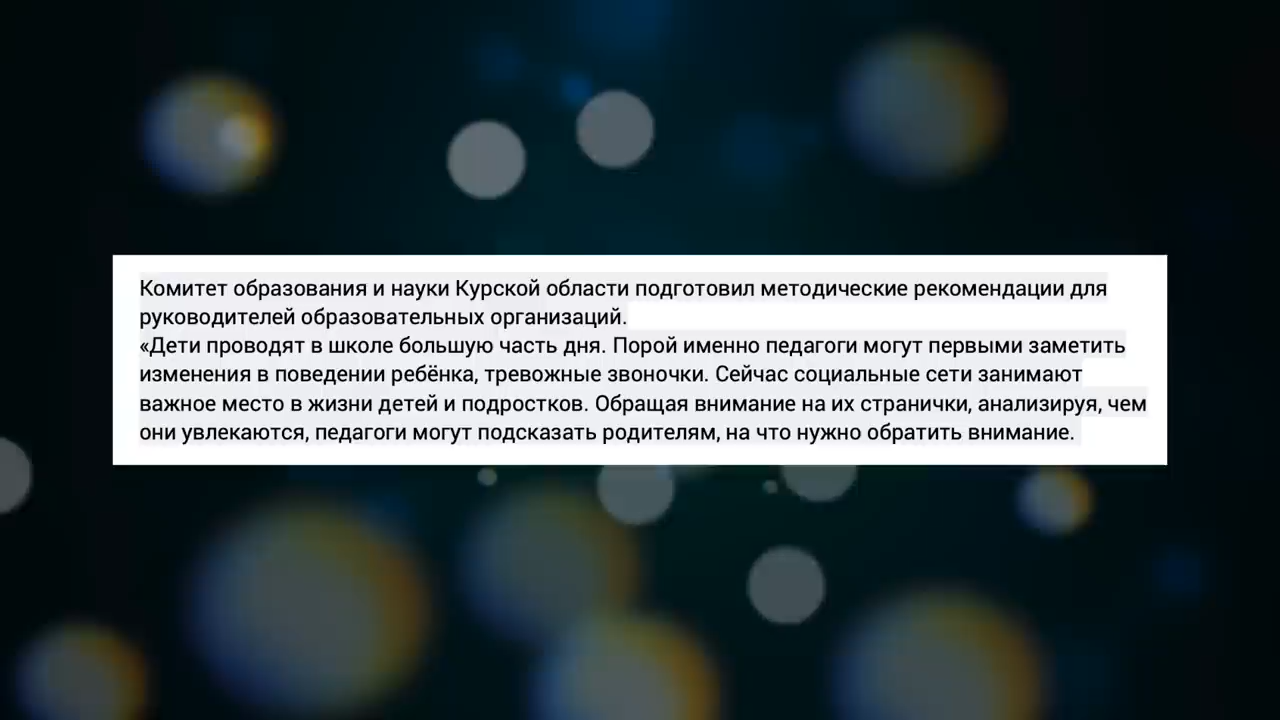 Комитет образования и науки Курской области подготовил методические рекомендации для
руководителей образовательных организаций.
«Дети проводят в школе большую часть дня. Порой именно педагоги могут первыми заметить
изменения в поведении ребёнка, тревожные звоночки. Сейчас социальные сети занимают
важное место в жизни детей и подростков. Обращая внимание на их странички, анализируя, чем
они увлекаются, педагоги могут подсказать родителям, на что нужно обратить внимание.